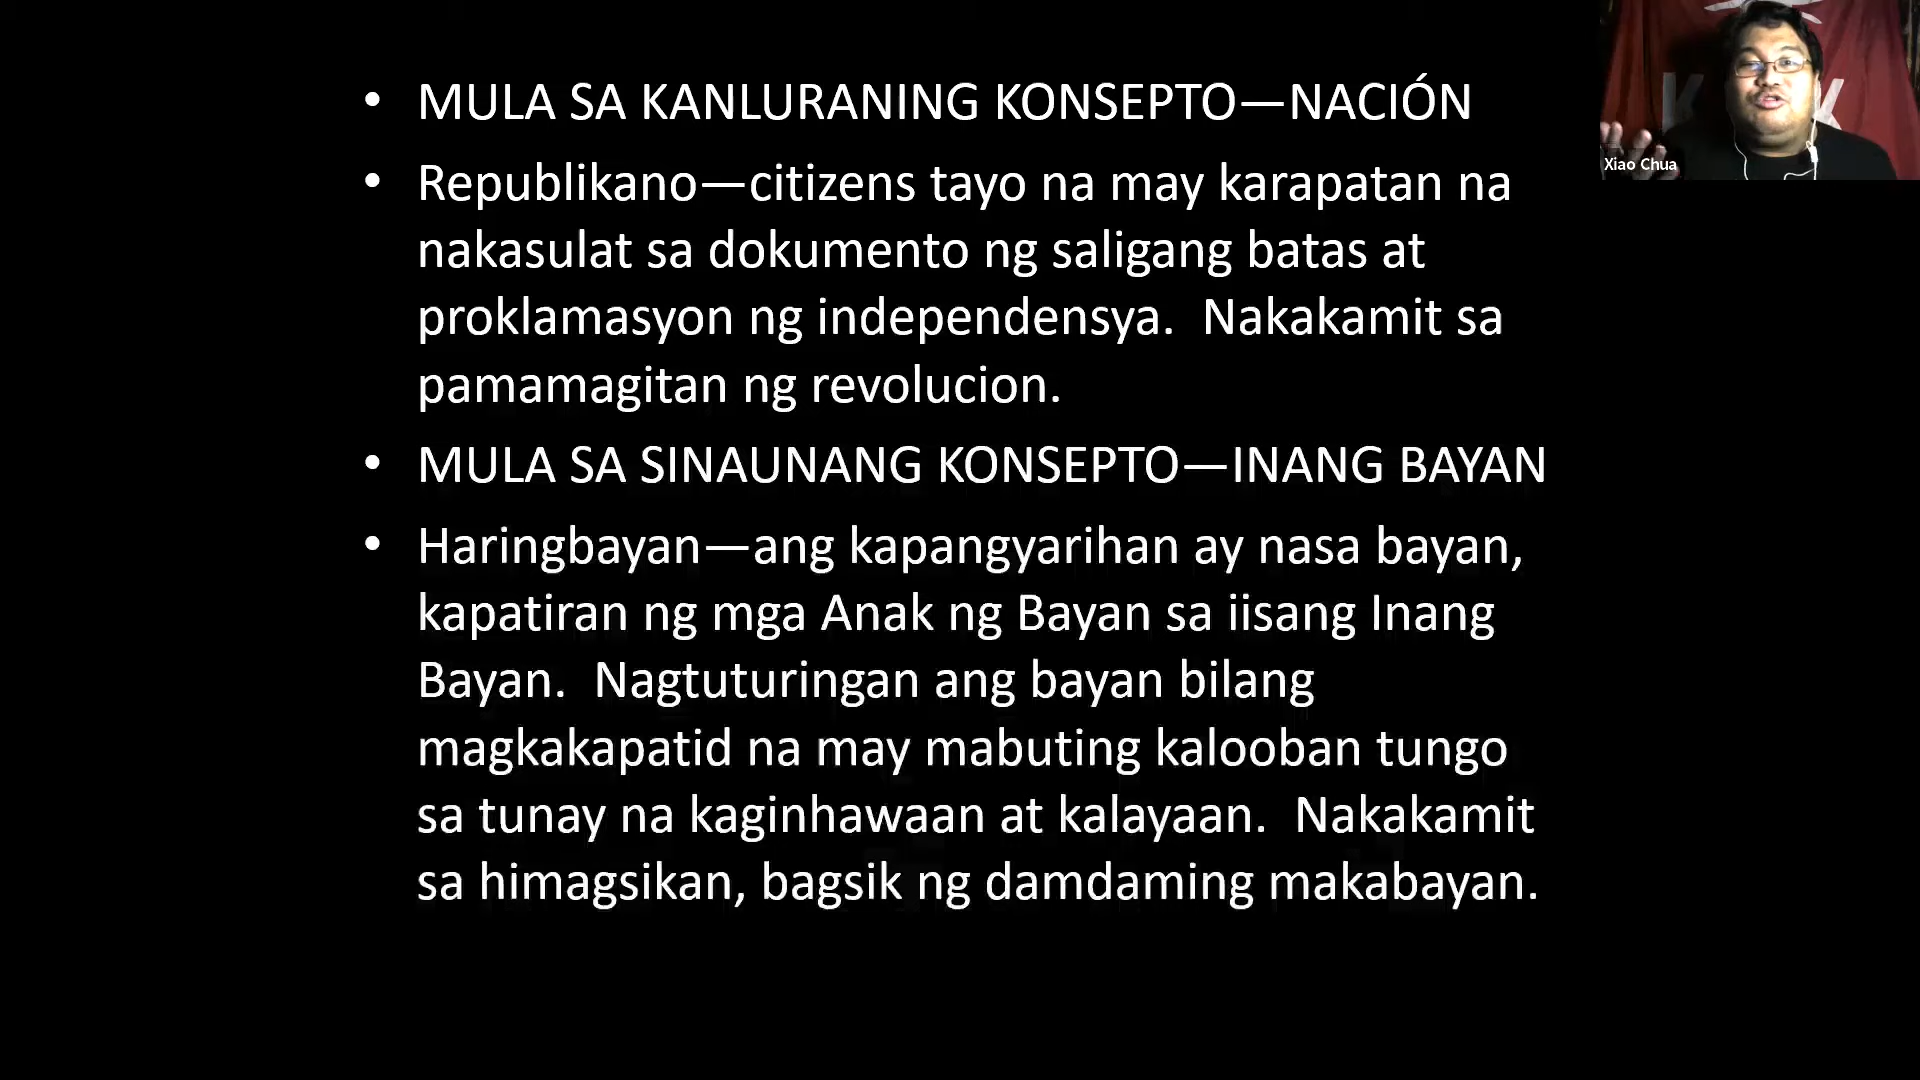 • MULA SA KANLURANING KONSEPTO—NACIÓN
• Republikano—citizens tayo na may karapatan na
nakasulat sa dokumento ng saligang batas at
proklamasyon ng independensya.  Nakakamit sa
pamamagitan ng revolucion.
• MULA SA SINAUNANG KONSEPTO—INANG BAYAN
• Haringbayan—ang kapangyarihan ay nasa bayan,
kapatiran ng mga Anak ng Bayan sa iisang Inang
Bayan.  Nagtuturingan ang bayan bilang
magkakapatid na may mabuting kalooban tungo
sa tunay na kaginhawaan at kalayaan.  Nakakamit
sa himagsikan, bagsik ng damdaming makabayan.
K K
Xiao Chua